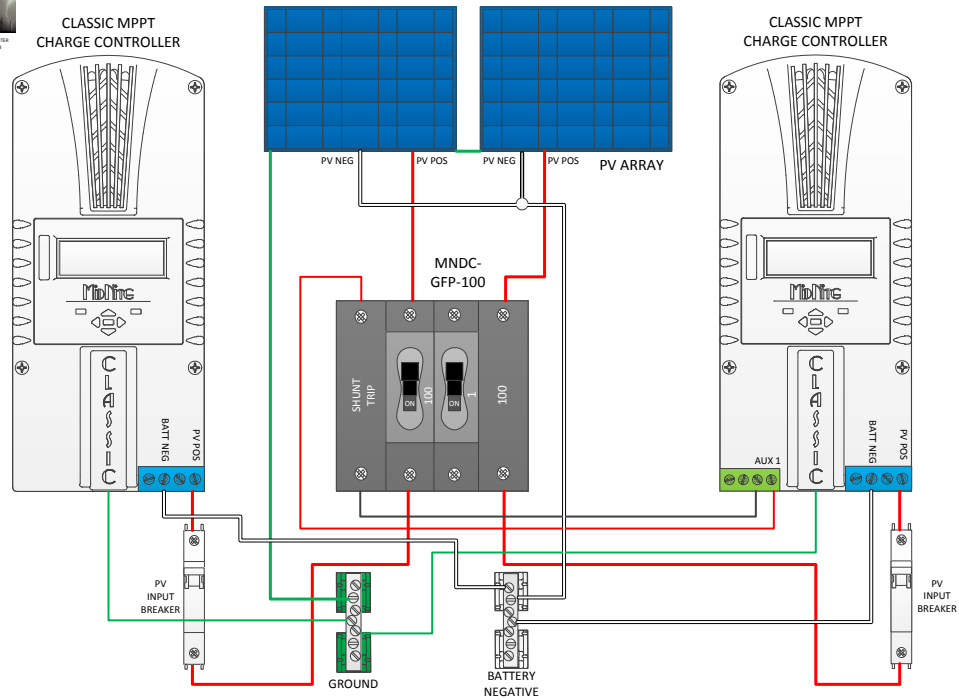 CLASSIC MPPT
CHARGE CONTROLLER
CLASSIC MPPT
CHARGE CONTROLLER
PV NEG
PV POS
PV NEG
PV POS
PV ARRAY
MNDC-
GFP-100
MidNite
MidNite
SHUNT
TRIP
ON
100
ON
1
100
CLASSIC
CLASSIC
BATT NEG
PV POS
AUX 1
BATT NEG
PV POS
PV
INPUT
BREAKER
PV
INPUT
BREAKER
GROUND
BATTERY
NEGATIVE